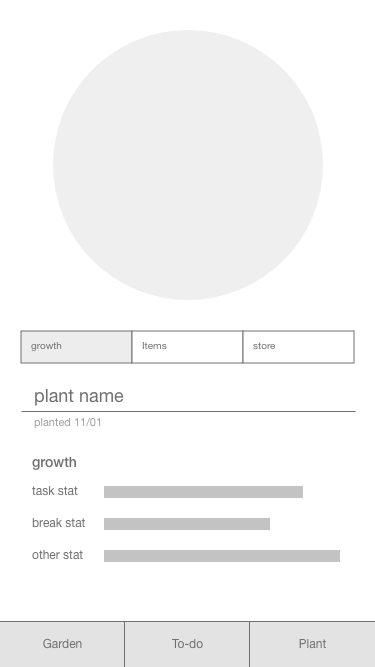 growth Items store
plant name
planted 11/01
growth
task stat
break stat
other stat
Garden To-do Plant